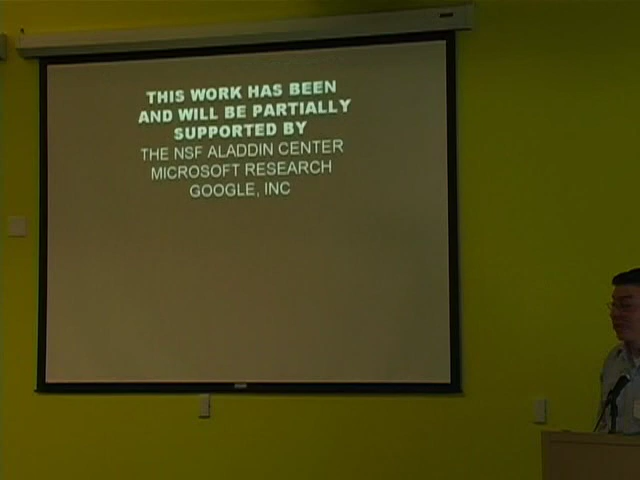 THIS WORK HAS BEEN
AND WILL BE PARTIALLY
SUPPORTED BY
THE NSF ALADDIN CENTER
MICROSOFT RESEARCH
GOOGLE, INC